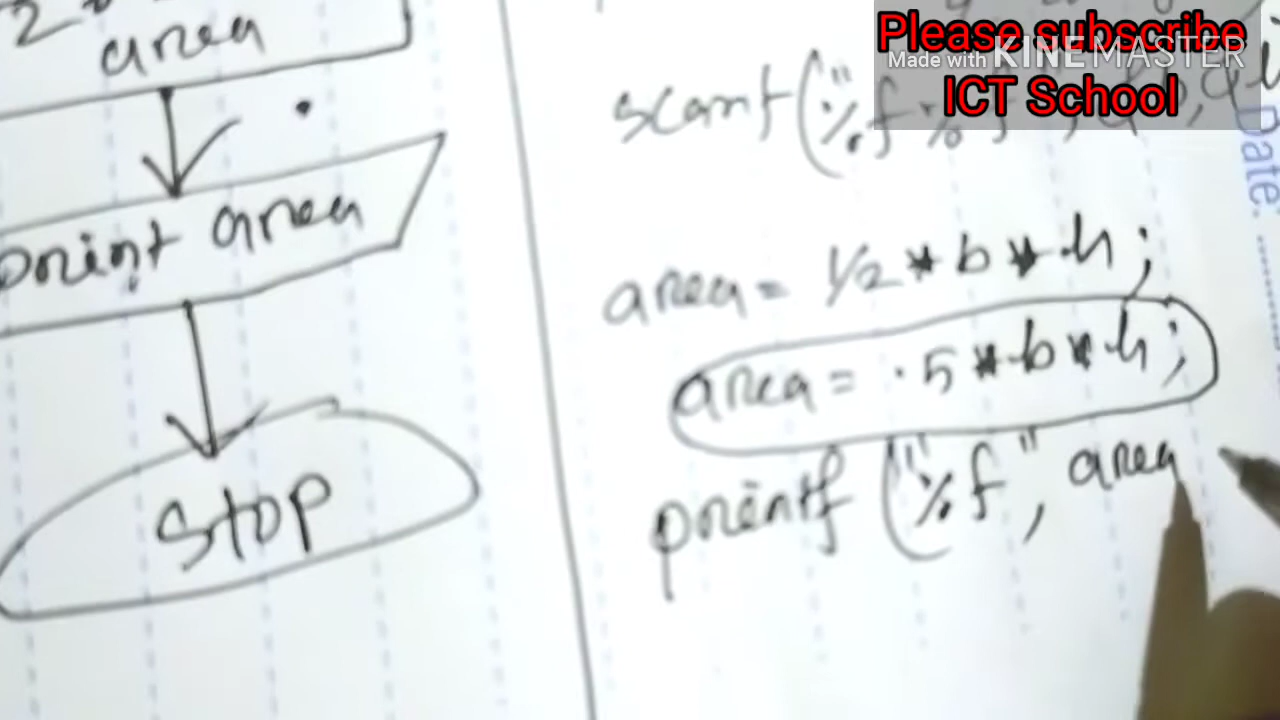 area
print area
Stop
Please subscribe
Made with KINEMASTER
ICT School
scanf("%f %f"
area = 1/2 * b * h;
area = .5 * b * h;
printf ("%f", area
Date: